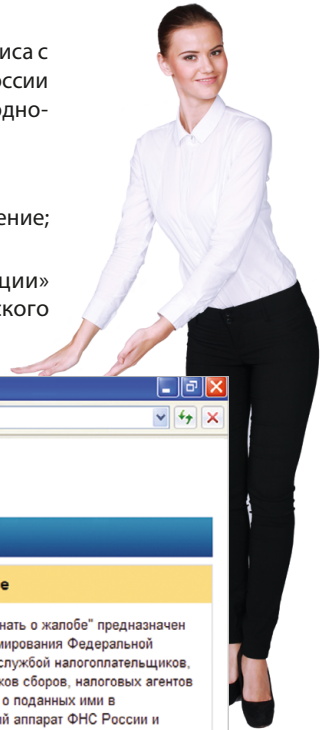 иса с
оссии
одно-
ение;
ции»
ского
е
нать о жалобе" предназначен
мирования Федеральной
службой налогоплательщиков,
ков сборов, налоговых агентов
о поданных ими в
й аппарат ФНС России и